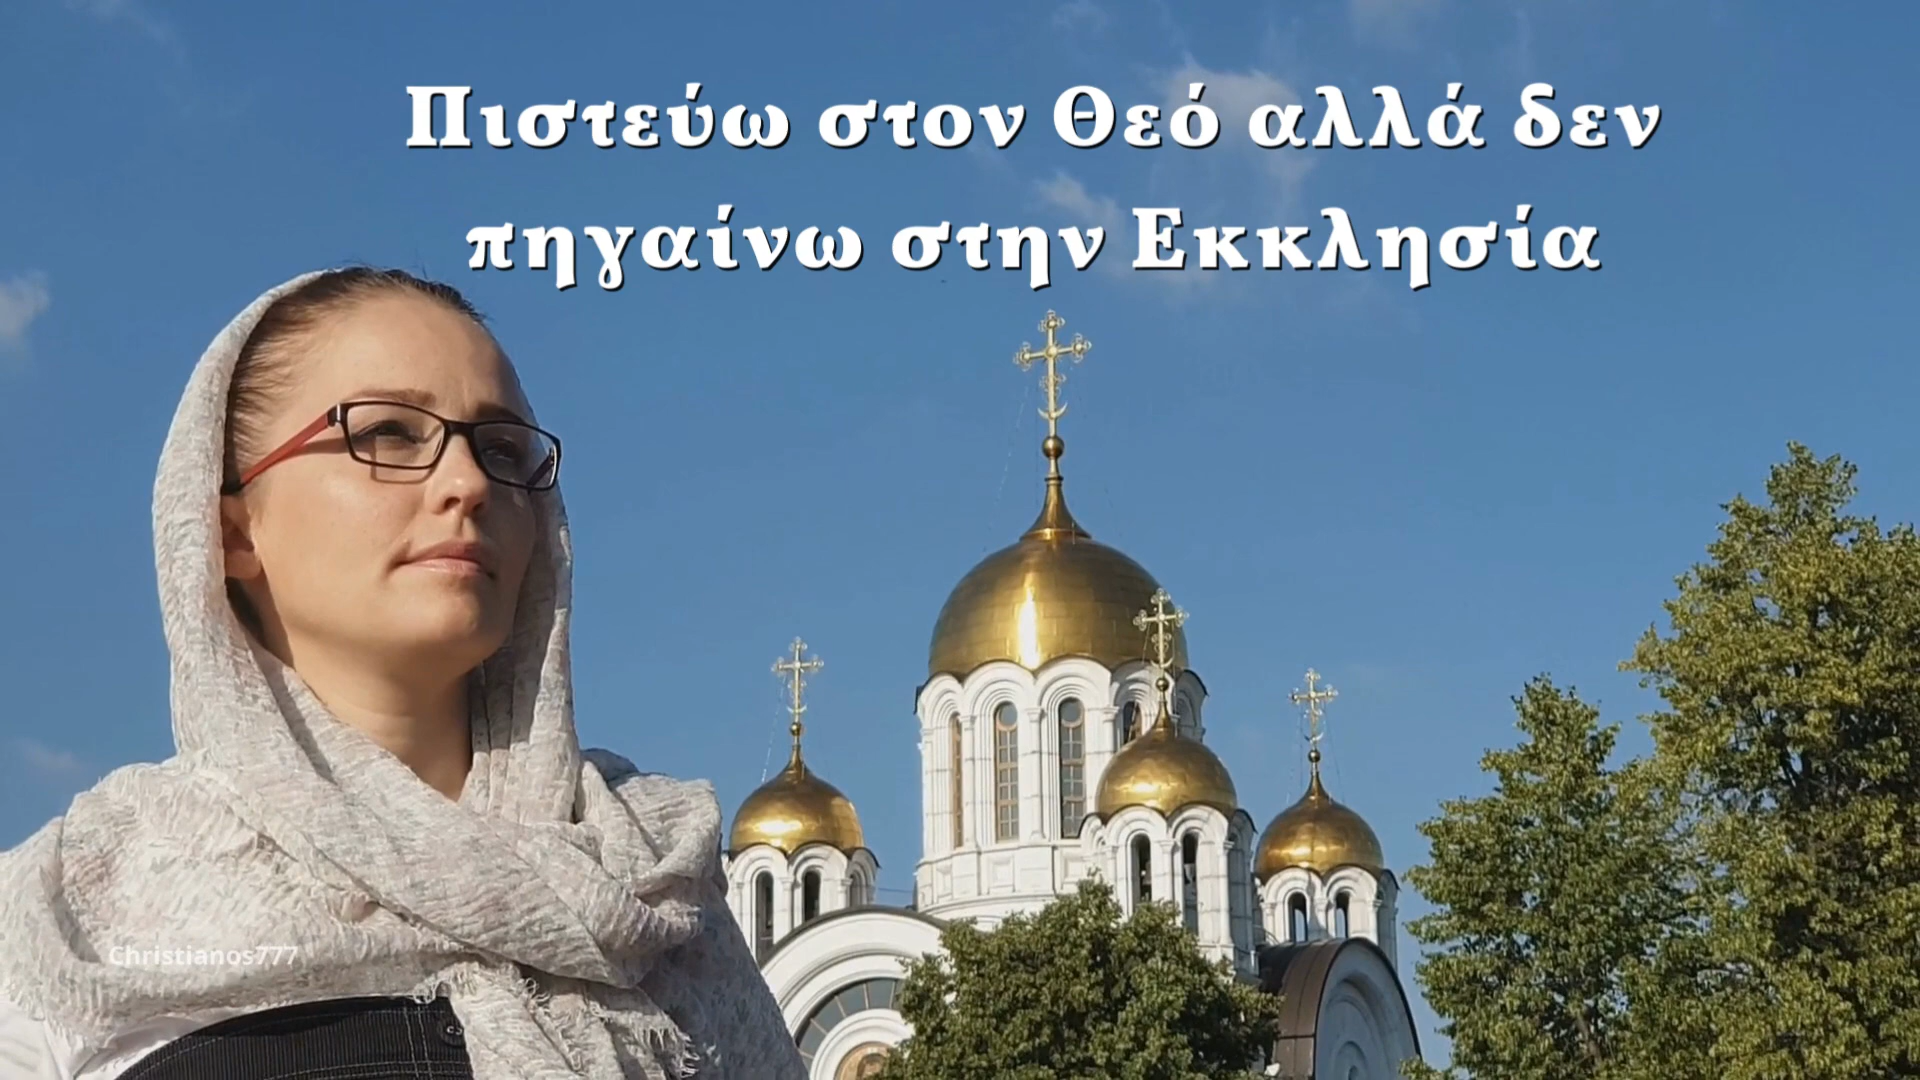 Πιστεύω στον Θεό αλλά δεν
πηγαίνω στην Εκκλησία
Christianos777